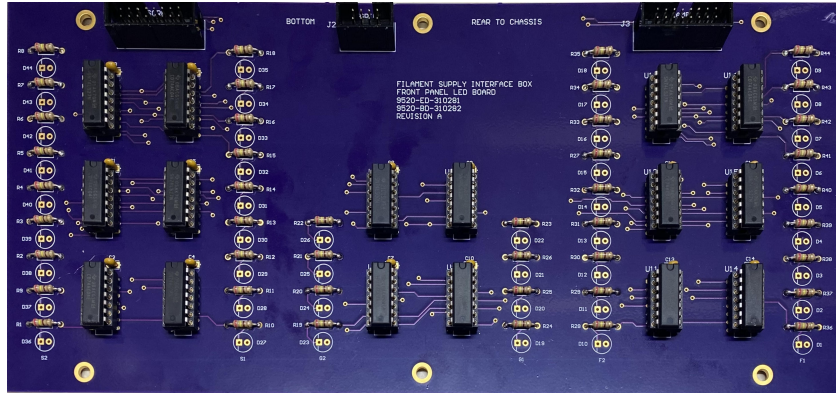 BOTTOM
J2
REAR TO CHASSIS
J3
FILAMENT SUPPLY INTERFACE BOX
FRONT PANEL LED BOARD
9520-ED-310281
9520-BD-310282
REVISION A
R8
D44
R7
D43
R6
D42
R5
D41
R4
D40
R3
D39
R2
D38
R9
D37
R1
D36
S2
R18
D35
R17
D34
R16
D33
R15
D32
R14
D31
R13
D30
R12
D29
R11
D28
R10
D27
S1
R22
D26
R21
D25
R20
D24
R19
D23
G2
C10
R23
D22
R26
D21
R25
D20
R24
D19
R35
D18
R34
D17
R33
D16
R27
D15
R32
D14
R31
D13
R30
D12
R29
D11
R28
D10
F2
U11
U14
R44
D9
R43
D8
R42
D7
R41
D6
R40
D5
R39
D4
R38
D3
R37
D2
R36
D1
F1